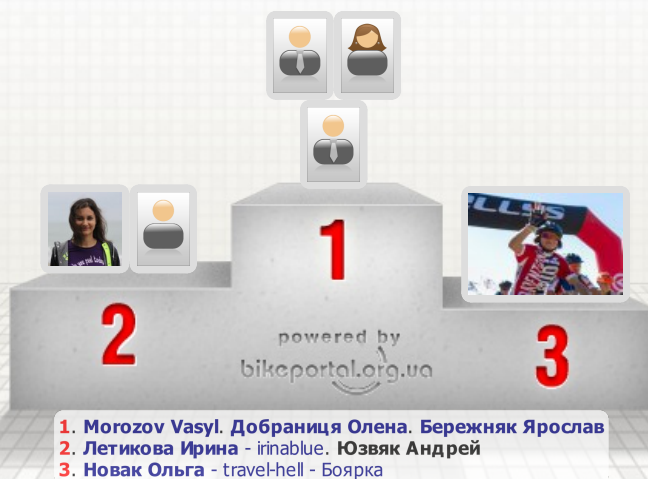 LLYS
1
2
3
powered by
bikeportal.org.ua
1. Morozov Vasyl. Добраниця Олена. Бережняк Ярослав
2. Летикова Ирина - irinablue. Юзвяк Андрей
3. Новак Ольга - travel-hell - Боярка